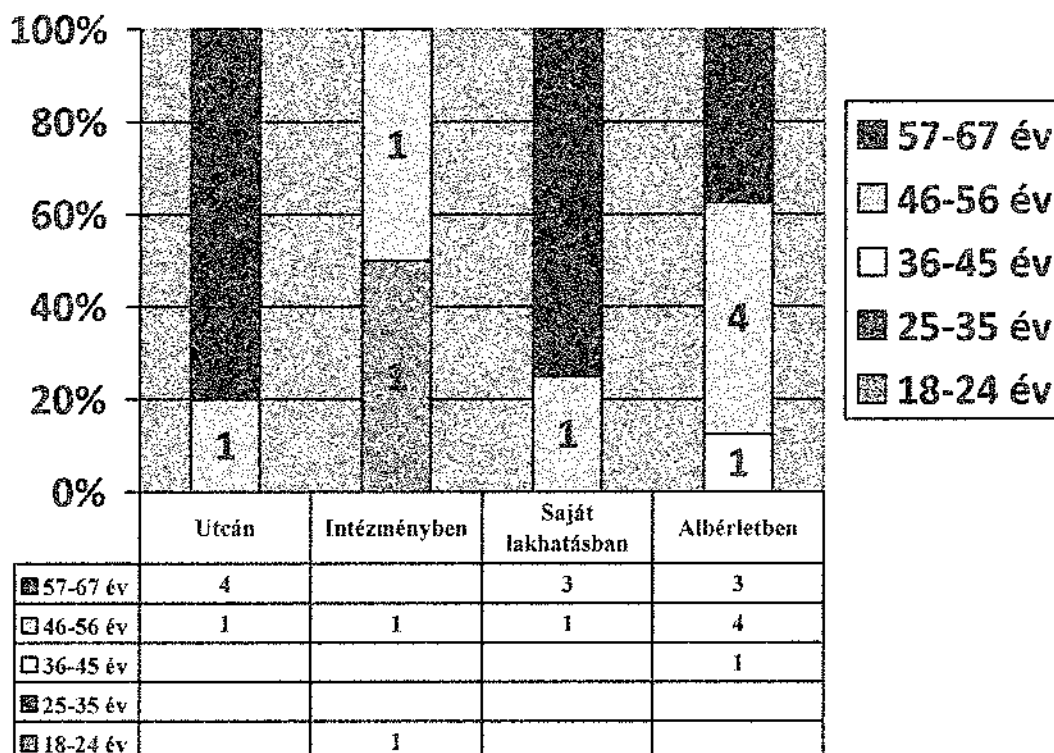 100%
80%
60%
40%
20%
0%
1
1
1
1
4
1
57-67 év
46-56 év
36-45 év
25-35 év
18-24 év
Utcán Intézményben Saját lakhatásban Albérletben
57-67 év 4 3 3
46-56 év 1 1 1 4
36-45 év 1
25-35 év
18-24 év 1